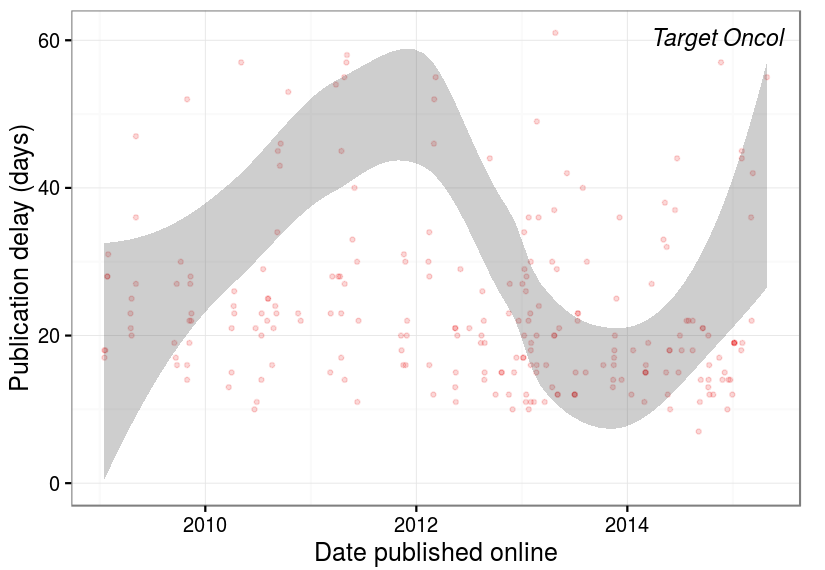 Target Oncol
Publication delay (days)
60
40
20
0
2010
2012
2014
Date published online